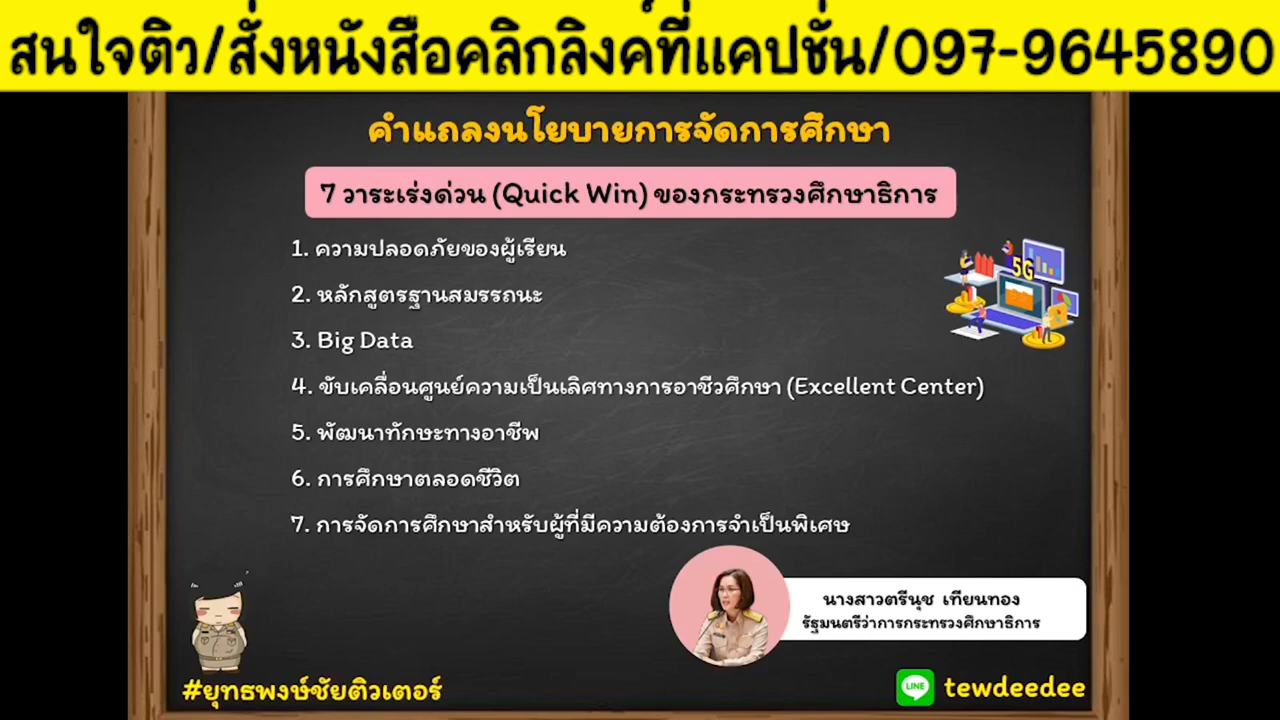 สนใจติว/สั่งหนังสือคลิกลิงค์ที่แคปชั่น/097-9645890
คำแถลงนโยบายการจัดการศึกษา
7 วาระเร่งด่วน (Quick Win) ของกระทรวงศึกษาธิการ
1. ความปลอดภัยของผู้เรียน
2. หลักสูตรฐานสมรรถนะ
3. Big Data
5G
4. ขับเคลื่อนศูนย์ความเป็นเลิศทางการอาชีวศึกษา (Excellent Center)
5. พัฒนาทักษะทางอาชีพ
6. การศึกษาตลอดชีวิต
7. การจัดการศึกษาสำหรับผู้ที่มีความต้องการจำเป็นพิเศษ
นางสาวตรีนุช เทียนทอง
รัฐมนตรีว่าการกระทรวงศึกษาธิการ
#ยุทธพงษ์ชัยติวเตอร์
LINE tewdeedee